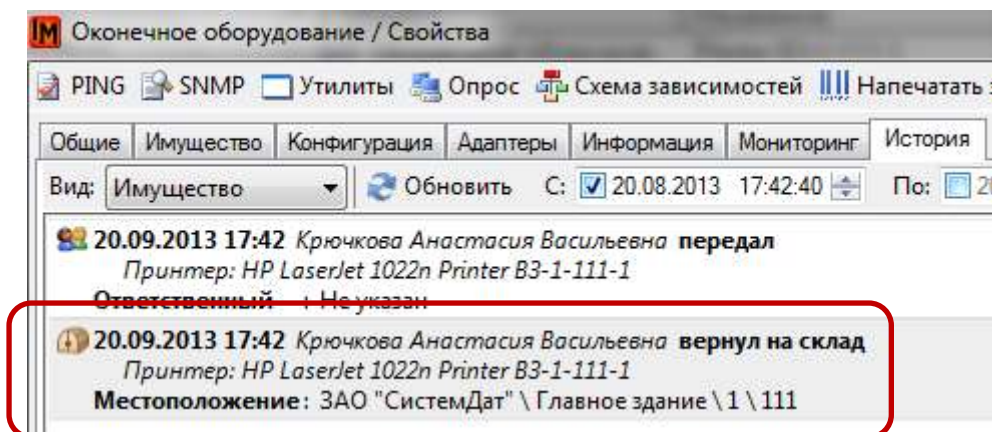 Оконечное оборудование / Свойства
PING SNMP Утилиты Опрос Схема зависимостей Напечатать
Общие Имущество Конфигурация Адаптеры Информация Мониторинг История
Вид: Имущество Обновить С: 20.08.2013 17:42:40 По:
20.09.2013 17:42 Крючкова Анастасия Васильевна передал
Принтер: HP LaserJet 1022n Printer B3-1-111-1
Ответственный : Не указан
20.09.2013 17:42 Крючкова Анастасия Васильевна вернул на склад
Принтер: HP LaserJet 1022n Printer B3-1-111-1
Местоположение: ЗАО "СистемДат" \ Главное здание \ 1 \ 111